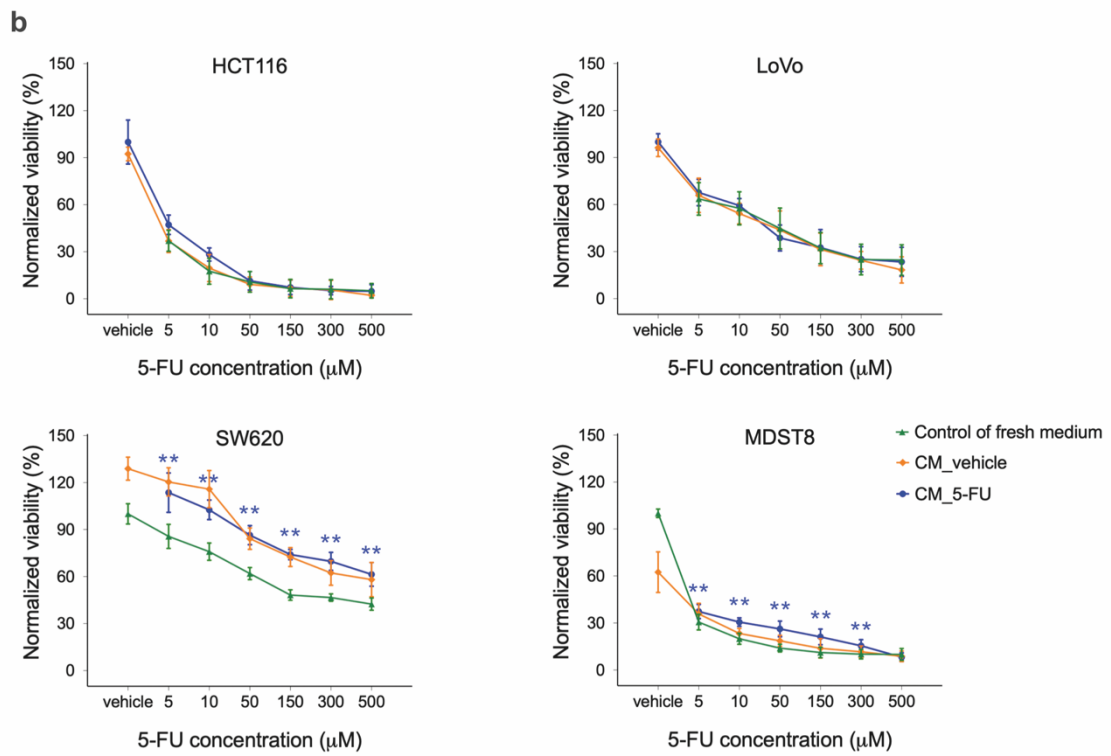 b
HCT116
Normalized viability (%)
150
120
90
60
30
0
vehicle 5 10 50 150 300 500
5-FU concentration (μM)
LoVo
Normalized viability (%)
150
120
90
60
30
0
vehicle 5 10 50 150 300 500
5-FU concentration (μM)
SW620
Normalized viability (%)
150
120
90
60
30
0
** ** ** ** ** **
vehicle 5 10 50 150 300 500
5-FU concentration (μM)
MDST8
Normalized viability (%)
150
120
90
60
30
0
** ** ** ** **
vehicle 5 10 50 150 300 500
5-FU concentration (μM)
Control of fresh medium
CM_vehicle
CM_5-FU